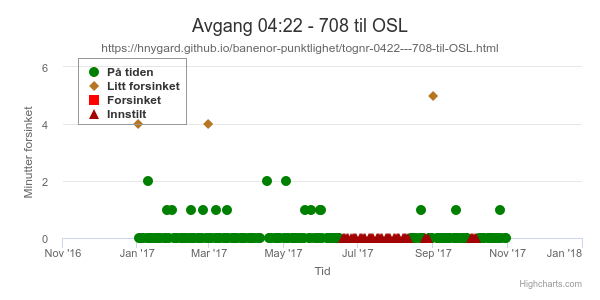 Avgang 04:22 - 708 til OSL
https://hnygard.github.io/banenor-punktlighet/tognr-0422---708-til-OSL.html
På tiden
Litt forsinket
Forsinket
Innstilt
Minutter forsinket
6
4
2
0
Nov '16 Jan '17 Mar '17 May '17 Jul '17 Sep '17 Nov '17 Jan '18
Tid
Highcharts.com